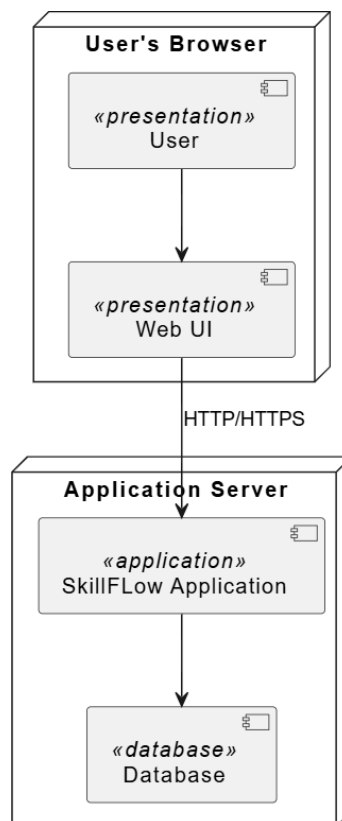 User's Browser
«presentation»
User
«presentation»
Web UI
HTTP/HTTPS
Application Server
«application»
SkillFLow Application
«database»
Database